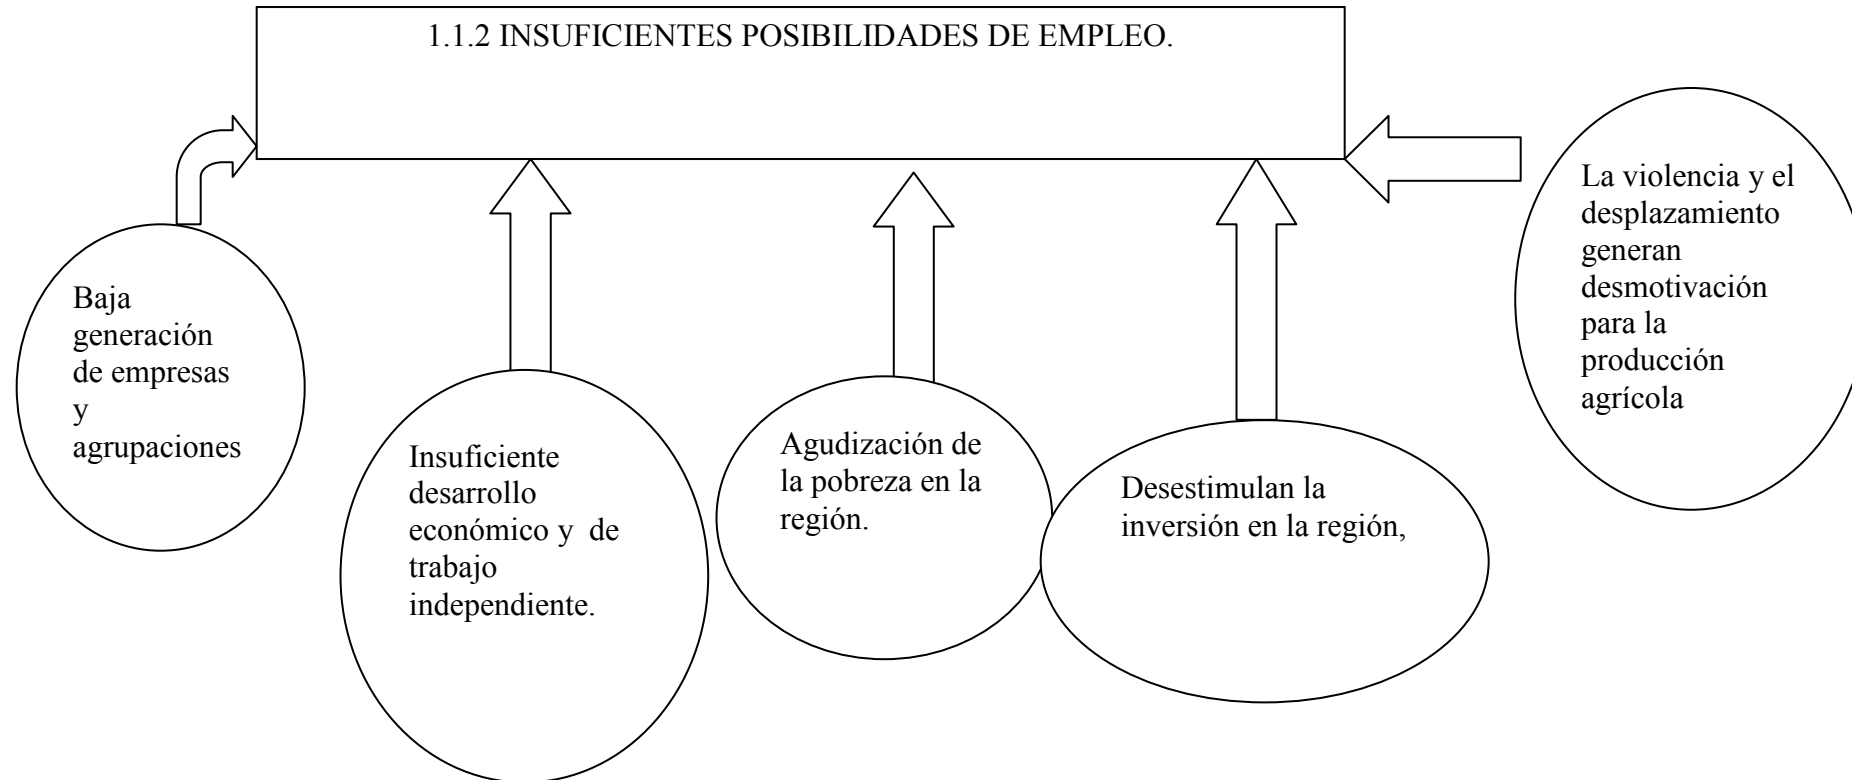 1.1.2 INSUFICIENTES POSIBILIDADES DE EMPLEO.
Baja
generación
de empresas
y
agrupaciones
Insuficiente
desarrollo
económico y  de
trabajo
independiente.
Agudización de
la pobreza en la
región.
Desestimulan la
inversión en la región,
La violencia y el
desplazamiento
generan
desmotivación
para la
producción
agrícola